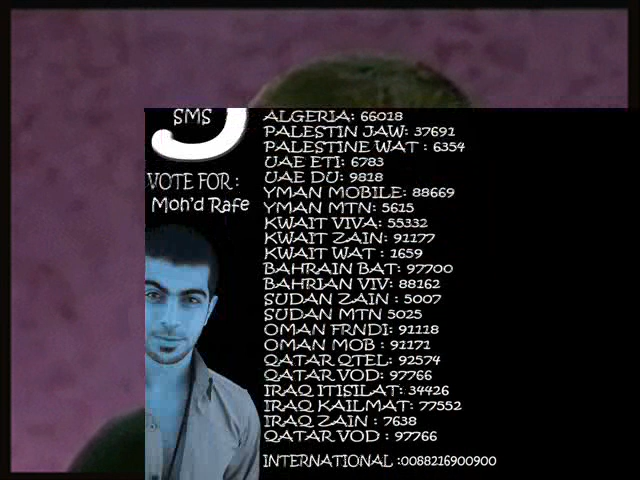 SMS
VOTE FOR :
Moh'd Rafe
ALGERIA: 66018
PALESTIN JAW: 37691
PALESTINE WAT : 6354
UAE ETI: 6783
UAE DU: 9818
YMAN MOBILE: 88669
YMAN MTN: 5615
KWAIT VIVA: 55332
KWAIT ZAIN: 91177
KWAIT WAT : 1659
BAHRAIN BAT: 97700
BAHRIAN VIV: 88162
SUDAN ZAIN : 5007
SUDAN MTN 5025
OMAN FRNDI: 91118
OMAN MOB : 91171
QATAR QTEL: 92574
QATAR VOD: 97766
IRAQ ITISILAT: 34426
IRAQ KAILMAT: 77552
IRAQ ZAIN : 7638
QATAR VOD : 97766
INTERNATIONAL :0088216900900